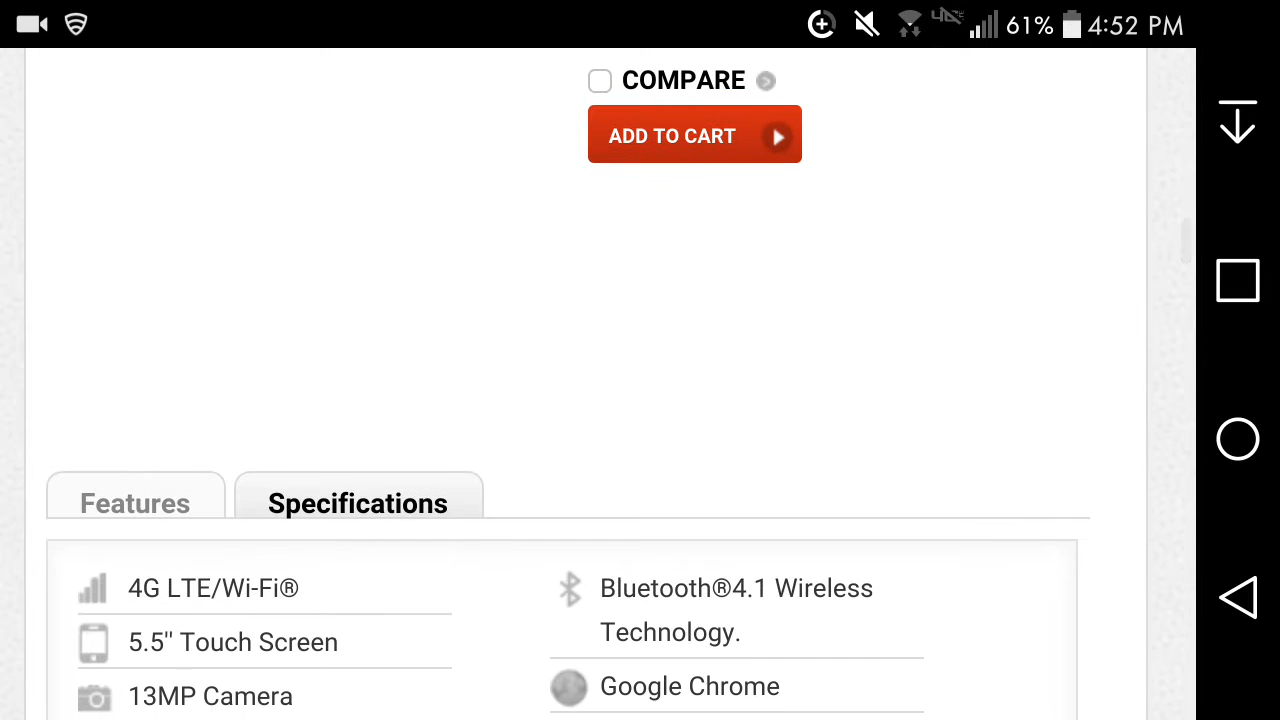 61% 4:52 PM
COMPARE
ADD TO CART
Features
Specifications
4G LTE/Wi-Fi®
5.5" Touch Screen
13MP Camera
Bluetooth®4.1 Wireless
Technology.
Google Chrome